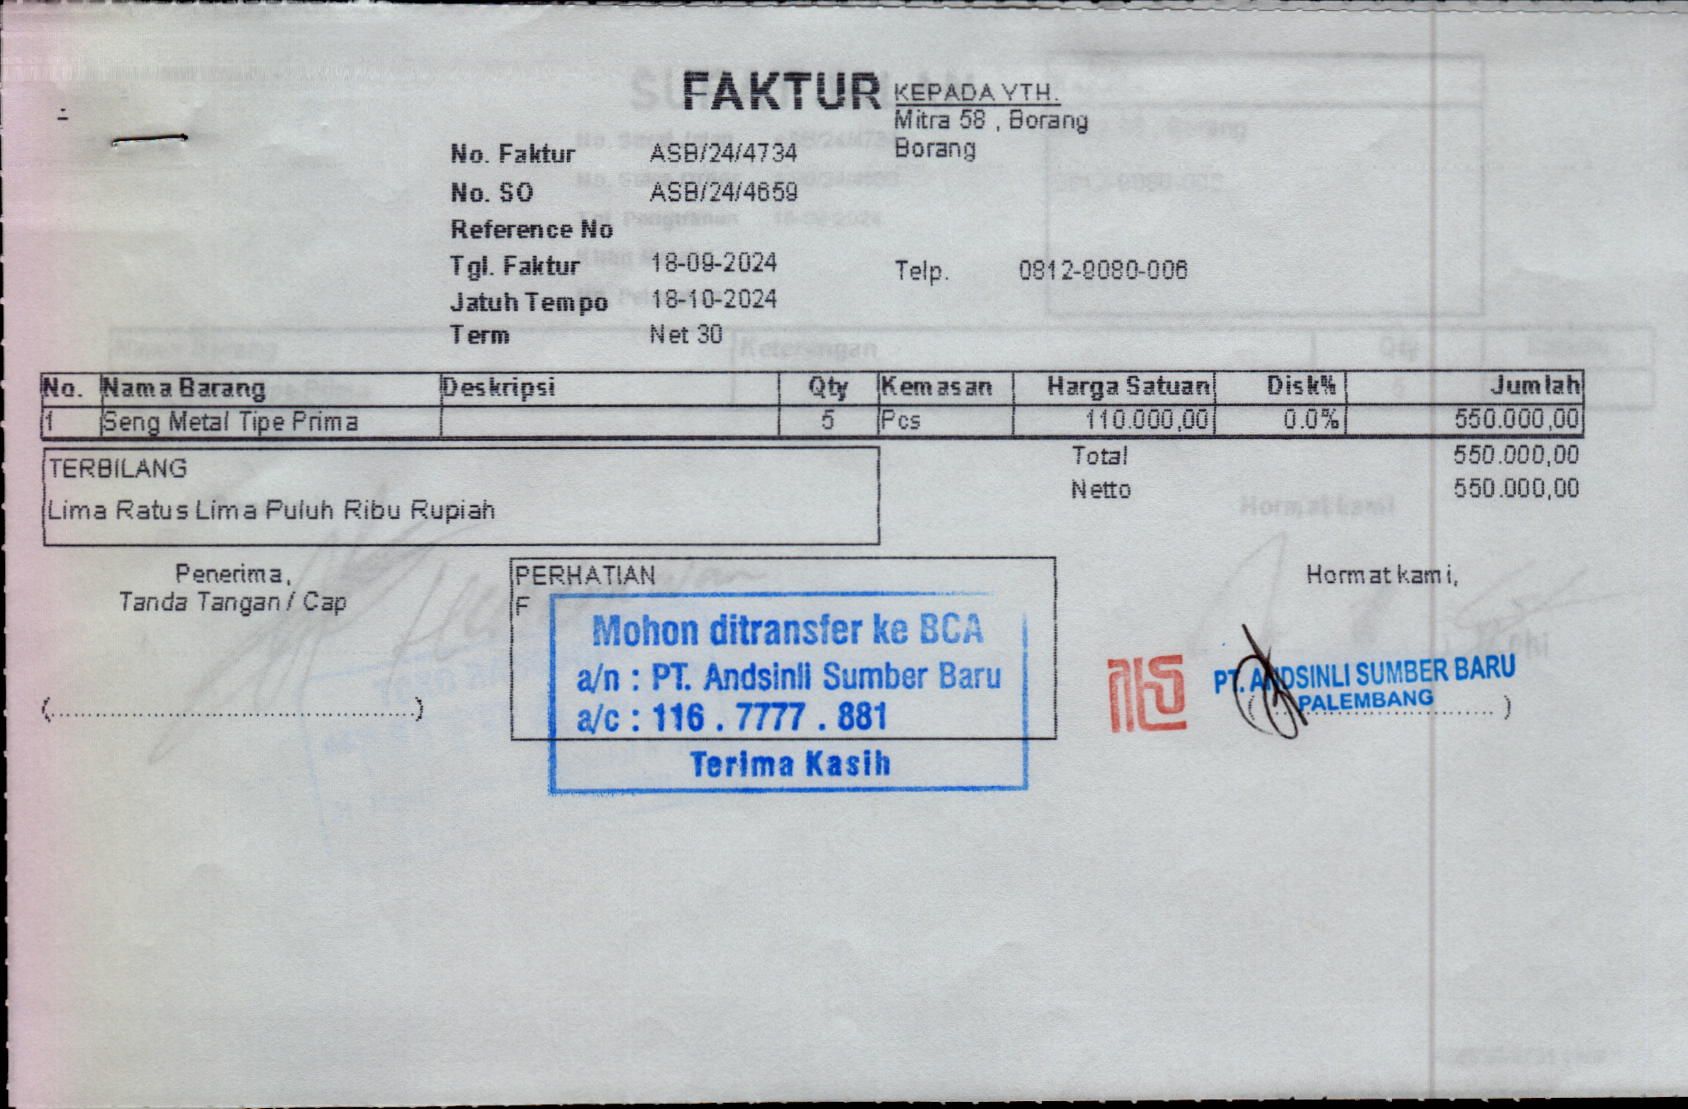 FAKTUR
KEPADA YTH.
Mitra 58 , Borang
Borang
No. Faktur ASB/24/4734
No. SO ASB/24/4659
Reference No
Tgl. Faktur 18-09-2024
Jatuh Tempo 18-10-2024
Term Net 30
Telp. 0812-9080-006
No. Nama Barang Deskripsi Qty Kemasan Harga Satuan Disk% Jumlah
1 Seng Metal Tipe Prima 5 Pcs 110.000,00 0.0% 550.000,00
Total 550.000,00
Netto 550.000,00
TERBILANG
Lima Ratus Lima Puluh Ribu Rupiah
Penerima,
Tanda Tangan / Cap
(............................................................)
PERHATIAN
F
Mohon ditransfer ke BCA
a/n : PT. Andsinli Sumber Baru
a/c : 116 . 7777 . 881
Terima Kasih
Hormat kami,
PT. ANDSINLI SUMBER BARU
PALEMBANG